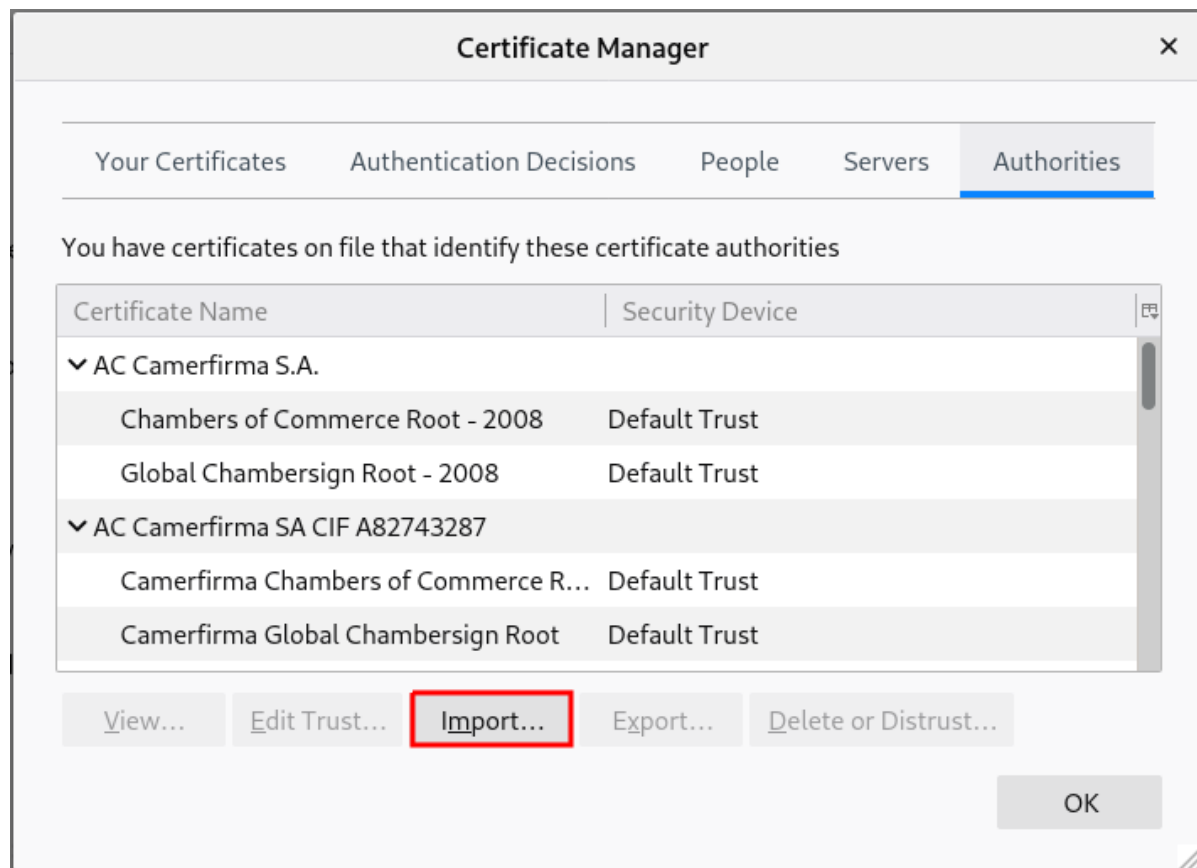 Certificate Manager
Your Certificates Authentication Decisions People Servers Authorities
You have certificates on file that identify these certificate authorities
Certificate Name Security Device
AC Camerfirma S.A.
Chambers of Commerce Root - 2008 Default Trust
Global Chambersign Root - 2008 Default Trust
AC Camerfirma SA CIF A82743287
Camerfirma Chambers of Commerce R... Default Trust
Camerfirma Global Chambersign Root Default Trust
View... Edit Trust... Import... Export... Delete or Distrust...
OK